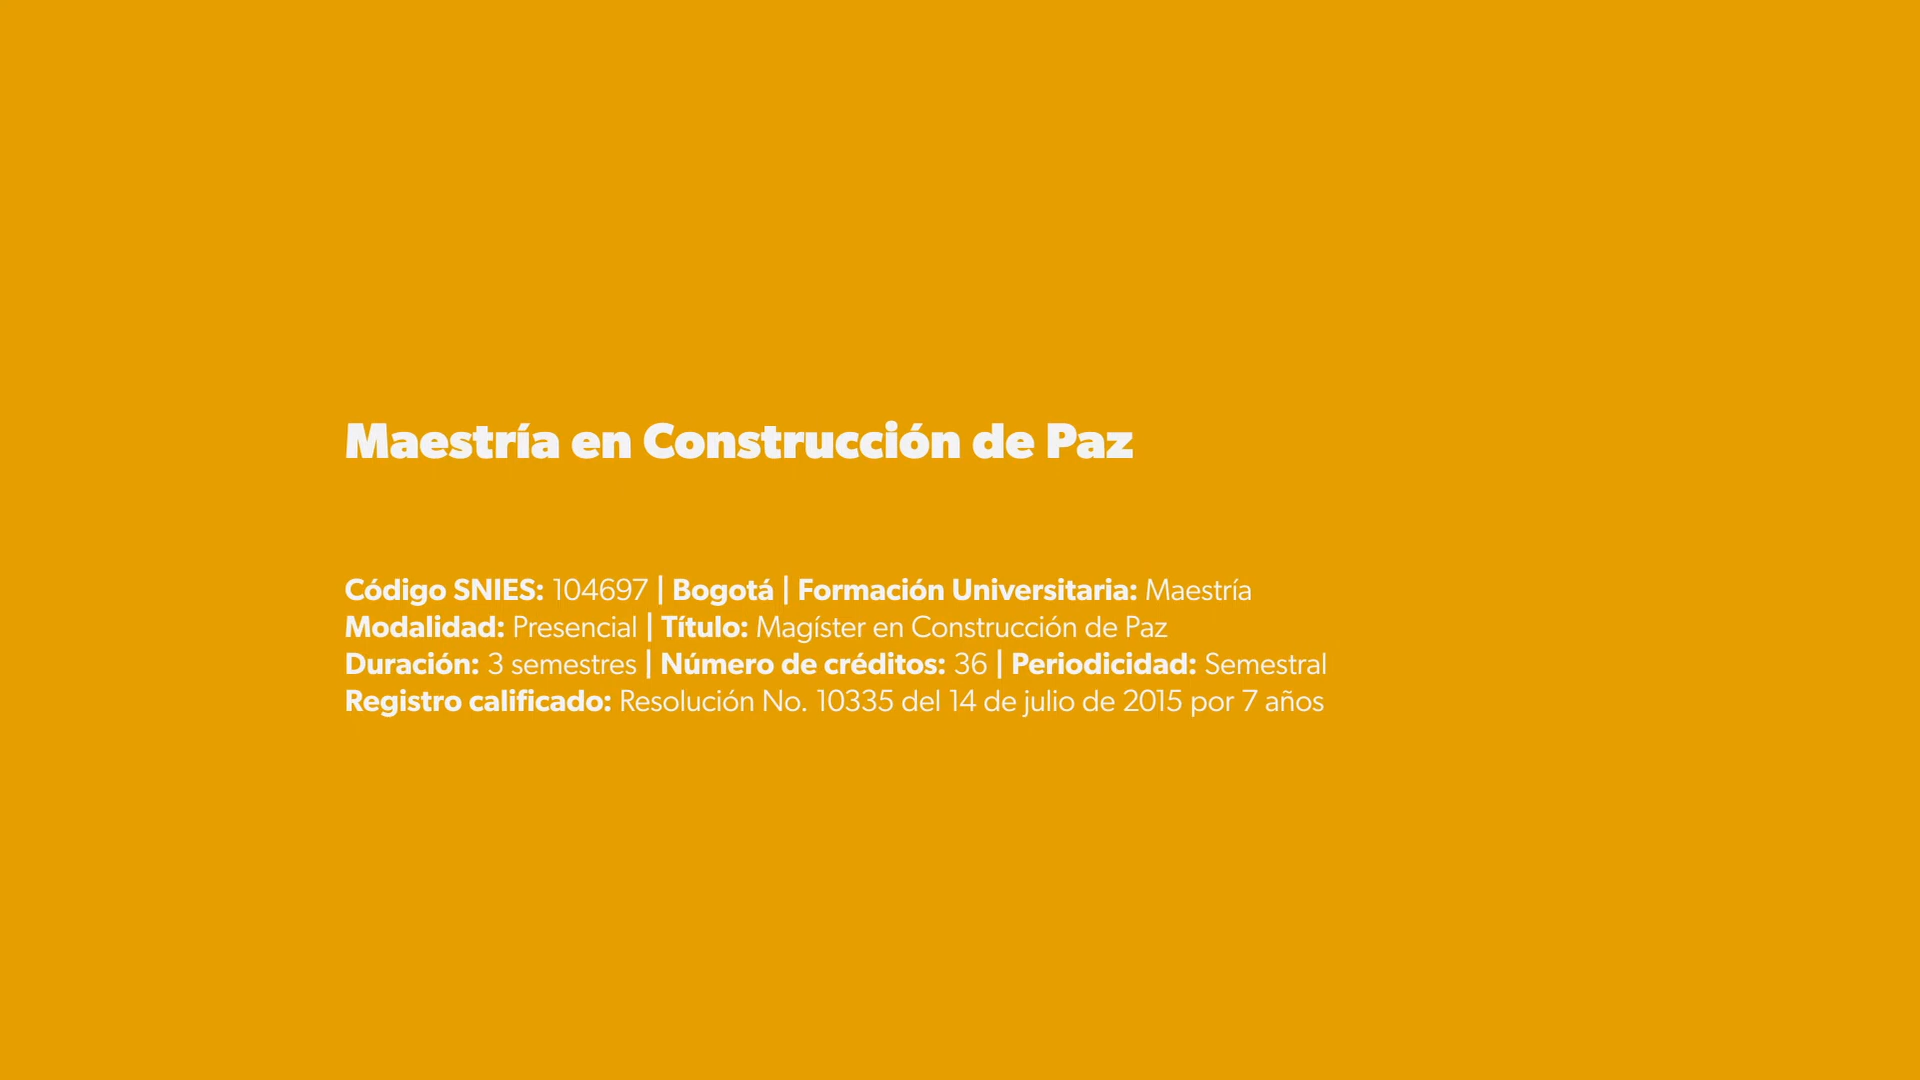 Maestría en Construcción de Paz
Código SNIES: 104697 | Bogotá | Formación Universitaria: Maestría
Modalidad: Presencial | Título: Magíster en Construcción de Paz
Duración: 3 semestres | Número de créditos: 36 | Periodicidad: Semestral
Registro calificado: Resolución No. 10335 del 14 de julio de 2015 por 7 años